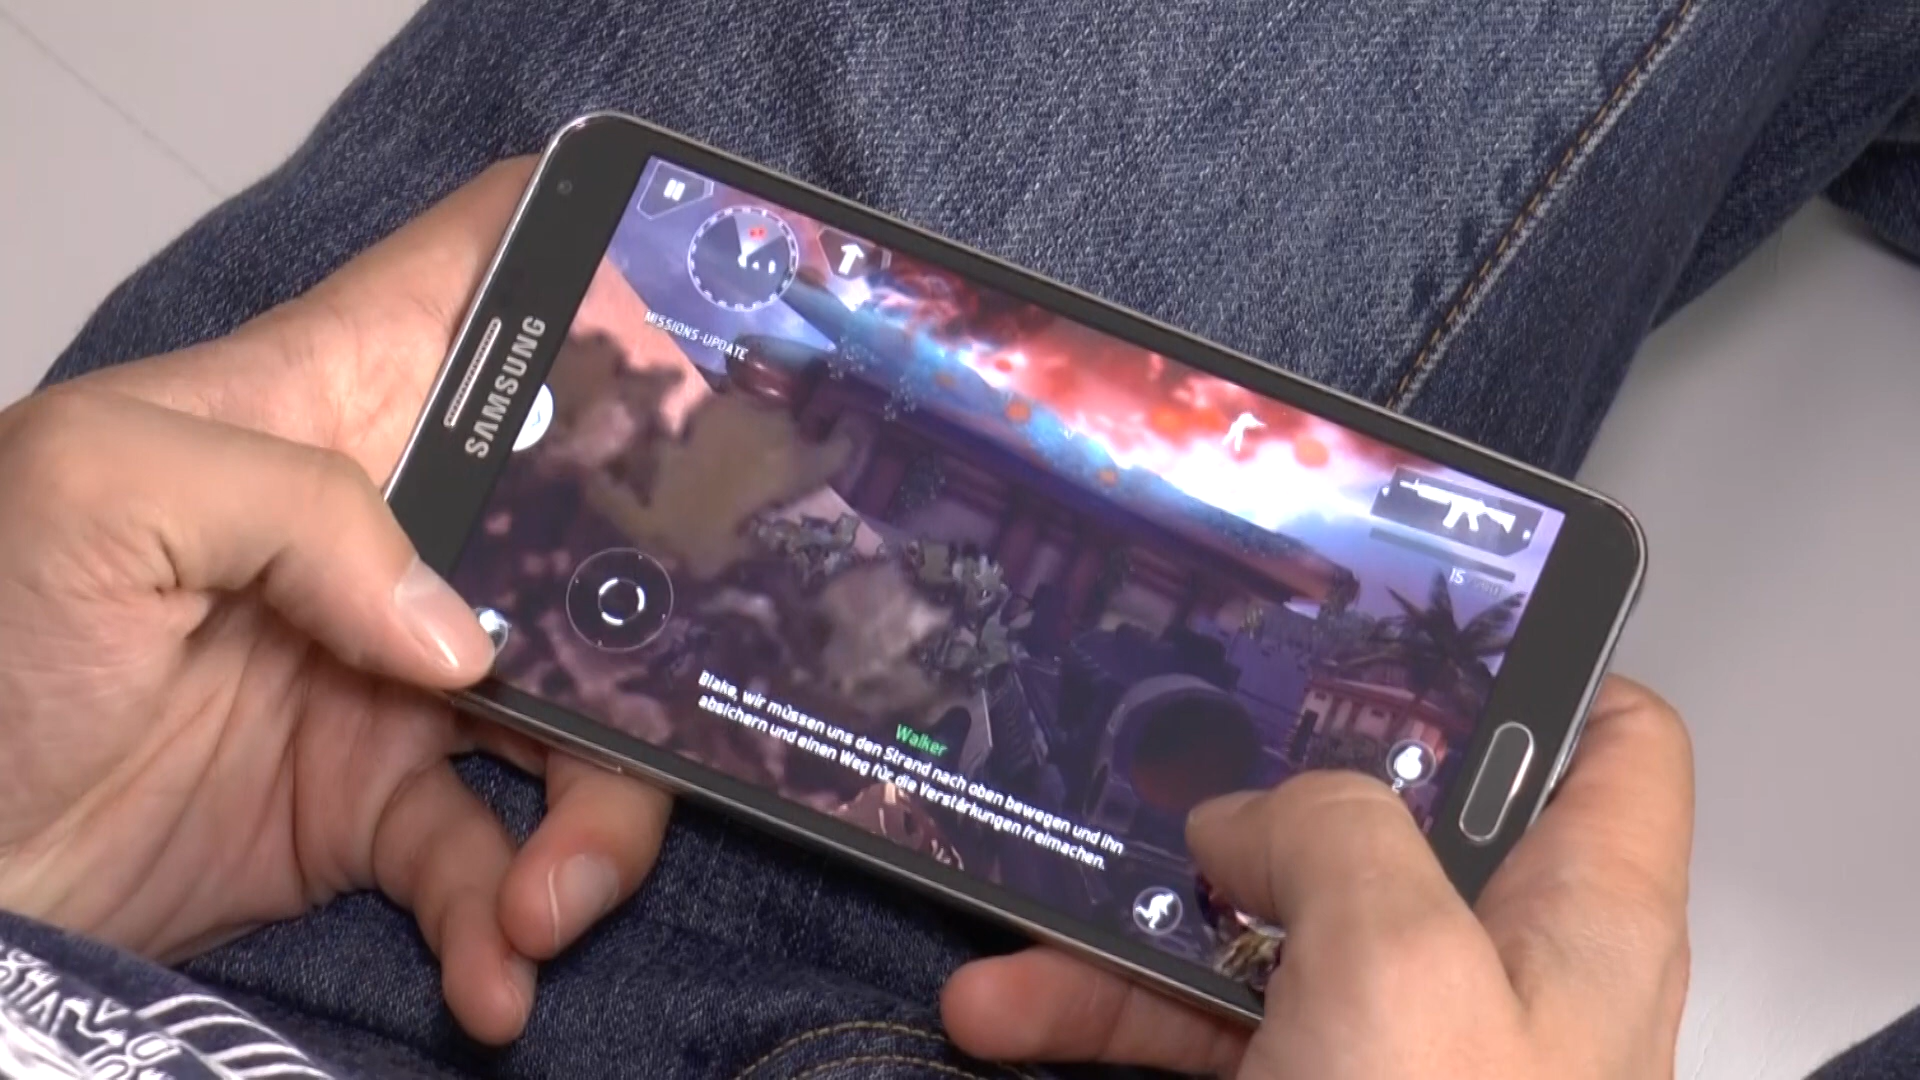 SAMSUNG
MISSIONS-UPDATE
15
Walker
Blake, wir müssen uns den Strand nach oben bewegen und ihn
absichern und einen Weg für die Verstärkungen freimachen.
2